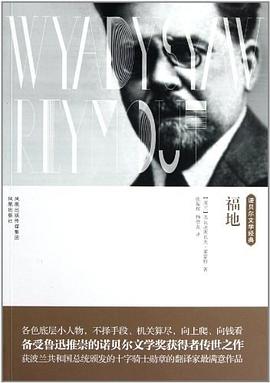 WYADYSYAW
REYMOUT
诺贝尔文学经典
福地
凤凰出版传媒集团
凤凰出版社
各色底层小人物，不择手段、机关算尽，向上爬、向钱看
备受鲁迅推崇的诺贝尔文学奖获得者传世之作
获波兰共和国总统颁发的十字骑士勋章的翻译家最满意作品